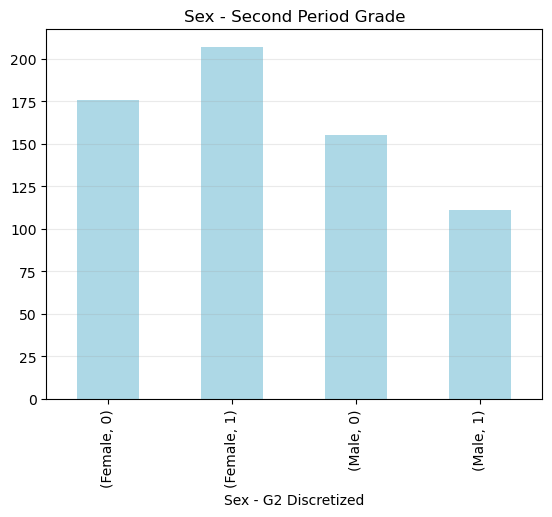 Sex - Second Period Grade
200
175
150
125
100
75
50
25
0
(Female, 0)
(Female, 1)
(Male, 0)
(Male, 1)
Sex - G2 Discretized